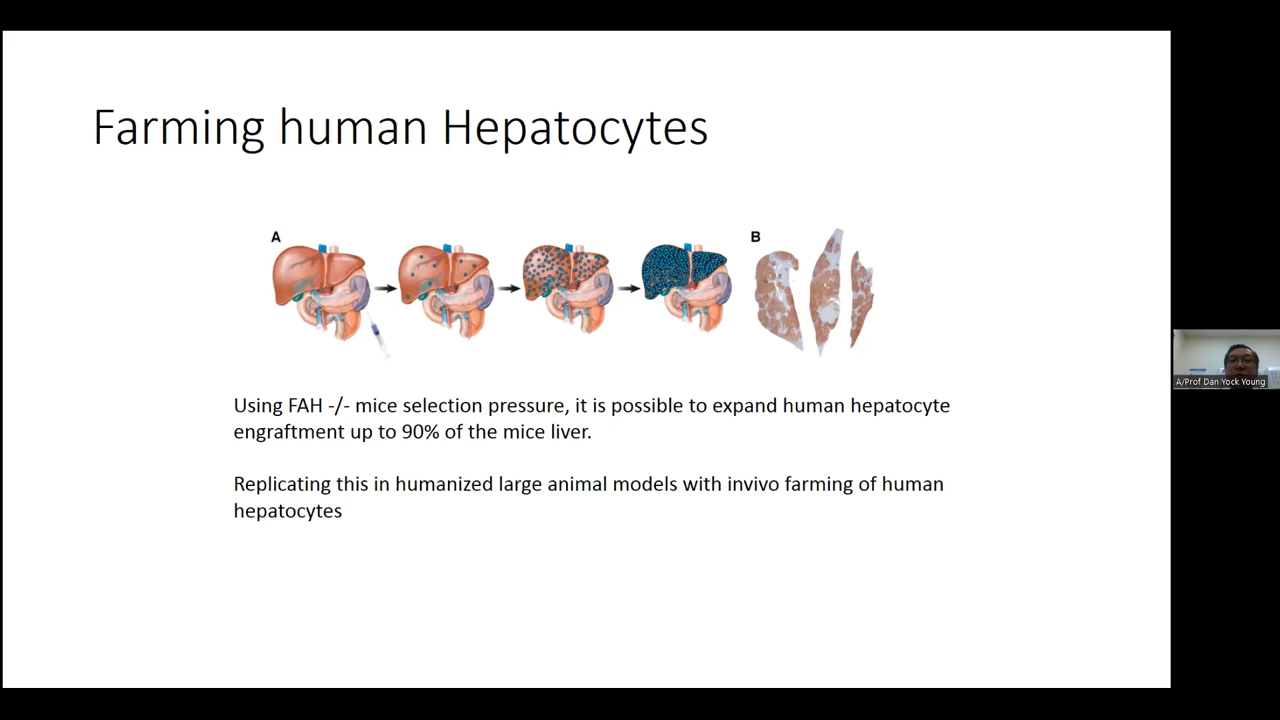 Farming human Hepatocytes
A
B
Using FAH -/- mice selection pressure, it is possible to expand human hepatocyte
engraftment up to 90% of the mice liver.
Replicating this in humanized large animal models with invivo farming of human
hepatocytes
A/Prof Dan Yock Young